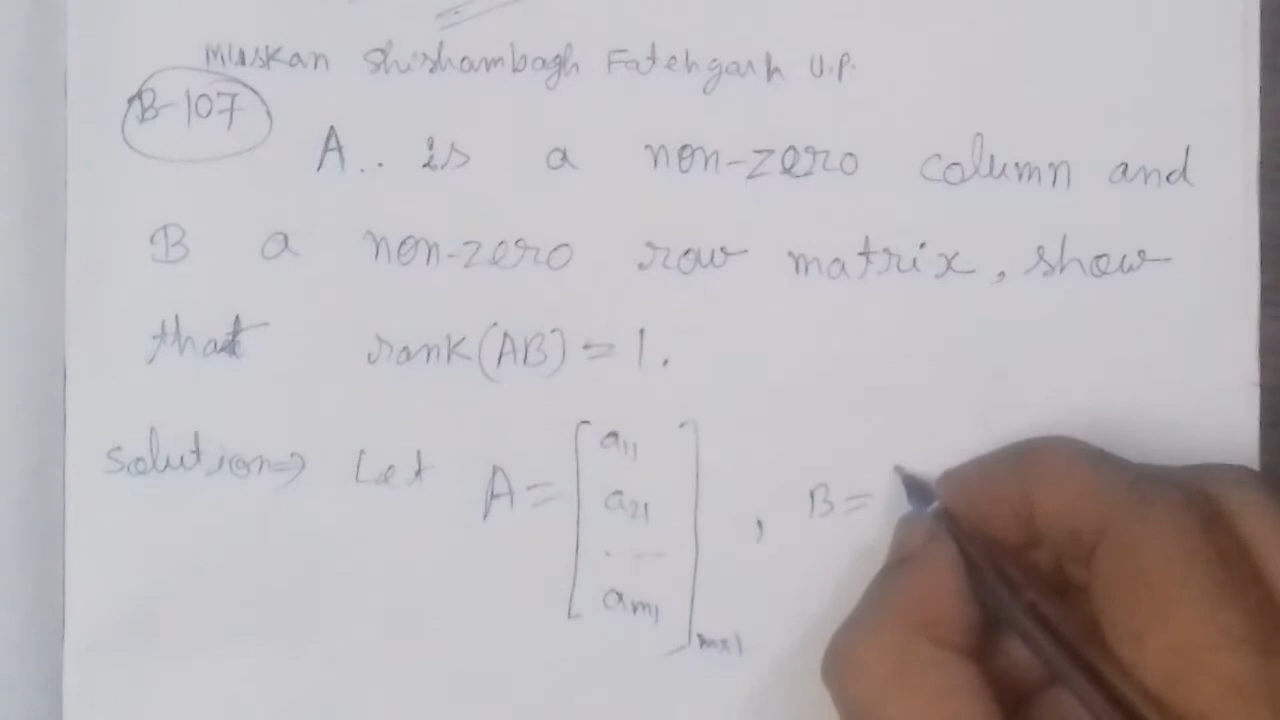 Muskan Shishambagh Fatehgarh U.P.
B-107
A.. is a non-zero column and
B a non-zero row matrix, show
that rank(AB) = 1.
Solution⇒ Let A = [a11 a21 ... am1]m×1, B =